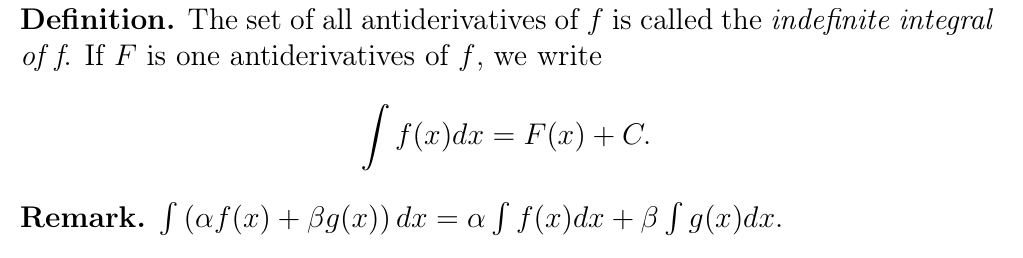 Definition. The set of all antiderivatives of f is called the indefinite integral
of f. If F is one antiderivatives of f, we write
∫ f(x)dx = F(x) + C.
Remark. ∫ (αf(x) + βg(x)) dx = α ∫ f(x)dx + β ∫ g(x)dx.